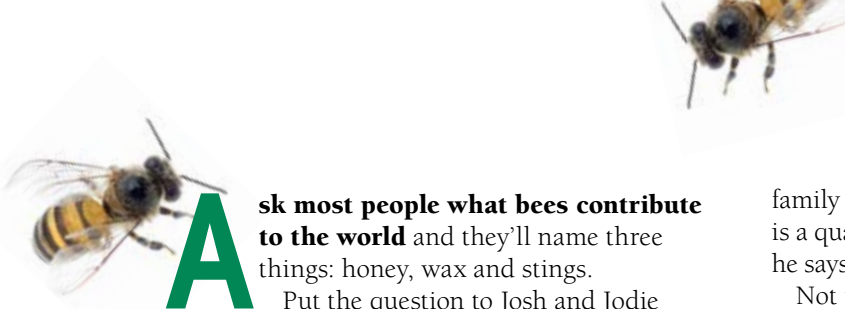 Ask most people what bees contribute
to the world and they’ll name three
things: honey, wax and stings.
Put the question to Josh and Jodie
family
is a qua
he says
Not